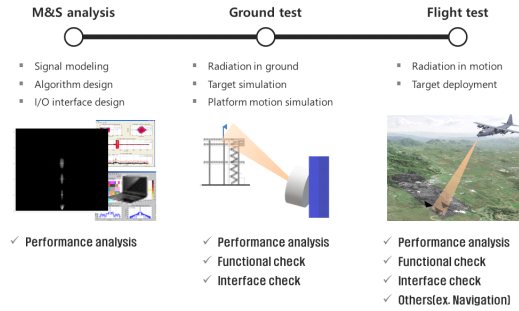 M&S analysis
Signal modeling
Algorithm design
I/O interface design
Performance analysis
Ground test
Radiation in ground
Target simulation
Platform motion simulation
Performance analysis
Functional check
Interface check
Flight test
Radiation in motion
Target deployment
Performance analysis
Functional check
Interface check
Others(ex. Navigation)